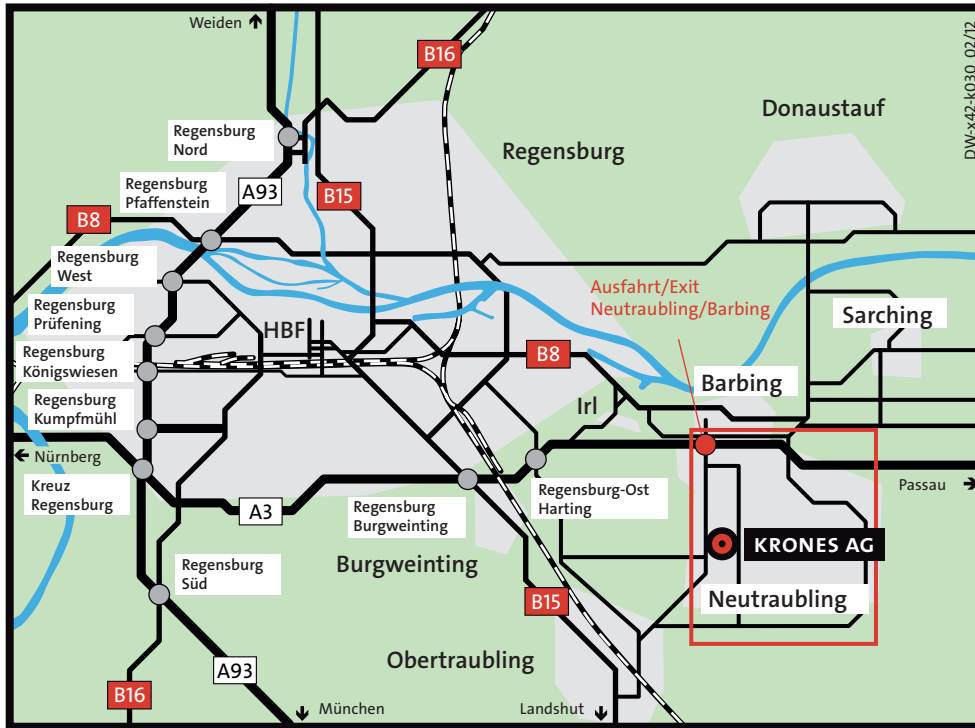 Weiden
B16
DW-x42-k030_02/12
Donaustauf
Regensburg
Nord
Regensburg
Regensburg
Pfaffenstein
A93
B15
B8
Regensburg
West
Ausfahrt/Exit
Neutraubling/Barbing
Regensburg
Prüfening
HBF
Sarching
Regensburg
Königswiesen
B8
Barbing
Regensburg
Kumpfmühl
Irl
Nürnberg
Kreuz
Regensburg
A3
Regensburg
Burgweinting
Regensburg-Ost
Harting
Passau
KRONES AG
Burgweinting
Regensburg
Süd
Neutraubling
B15
Obertraubling
A93
B16
München
Landshut